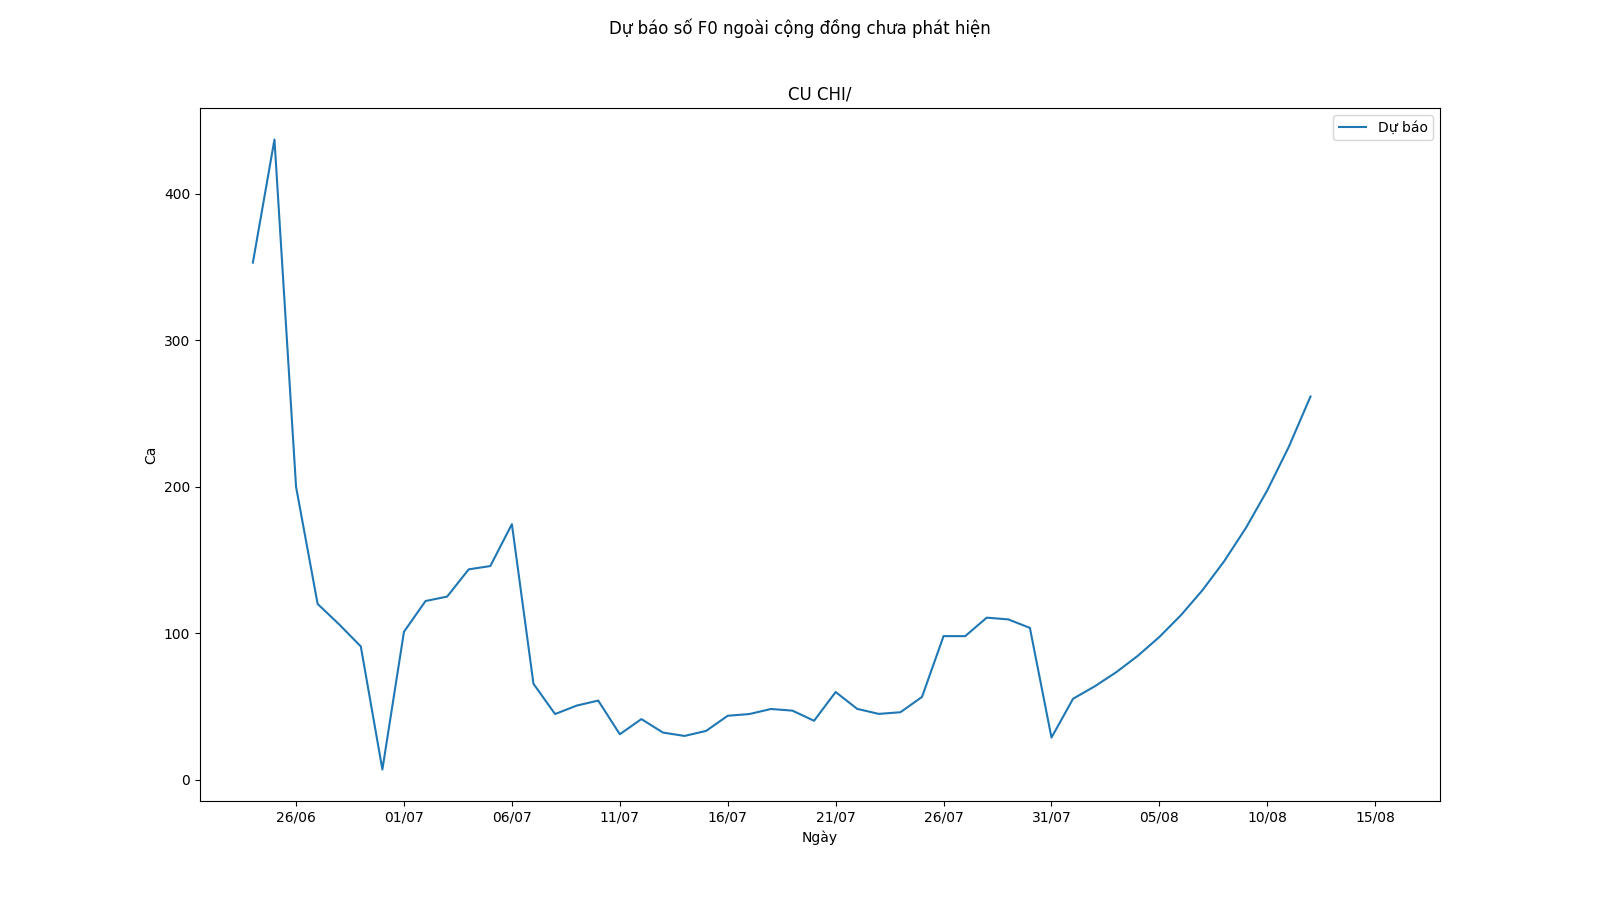 Dự báo số F0 ngoài cộng đồng chưa phát hiện
CU CHI/
Dự báo
400
300
200
100
0
Ca
26/06 01/07 06/07 11/07 16/07 21/07 26/07 31/07 05/08 10/08 15/08
Ngày